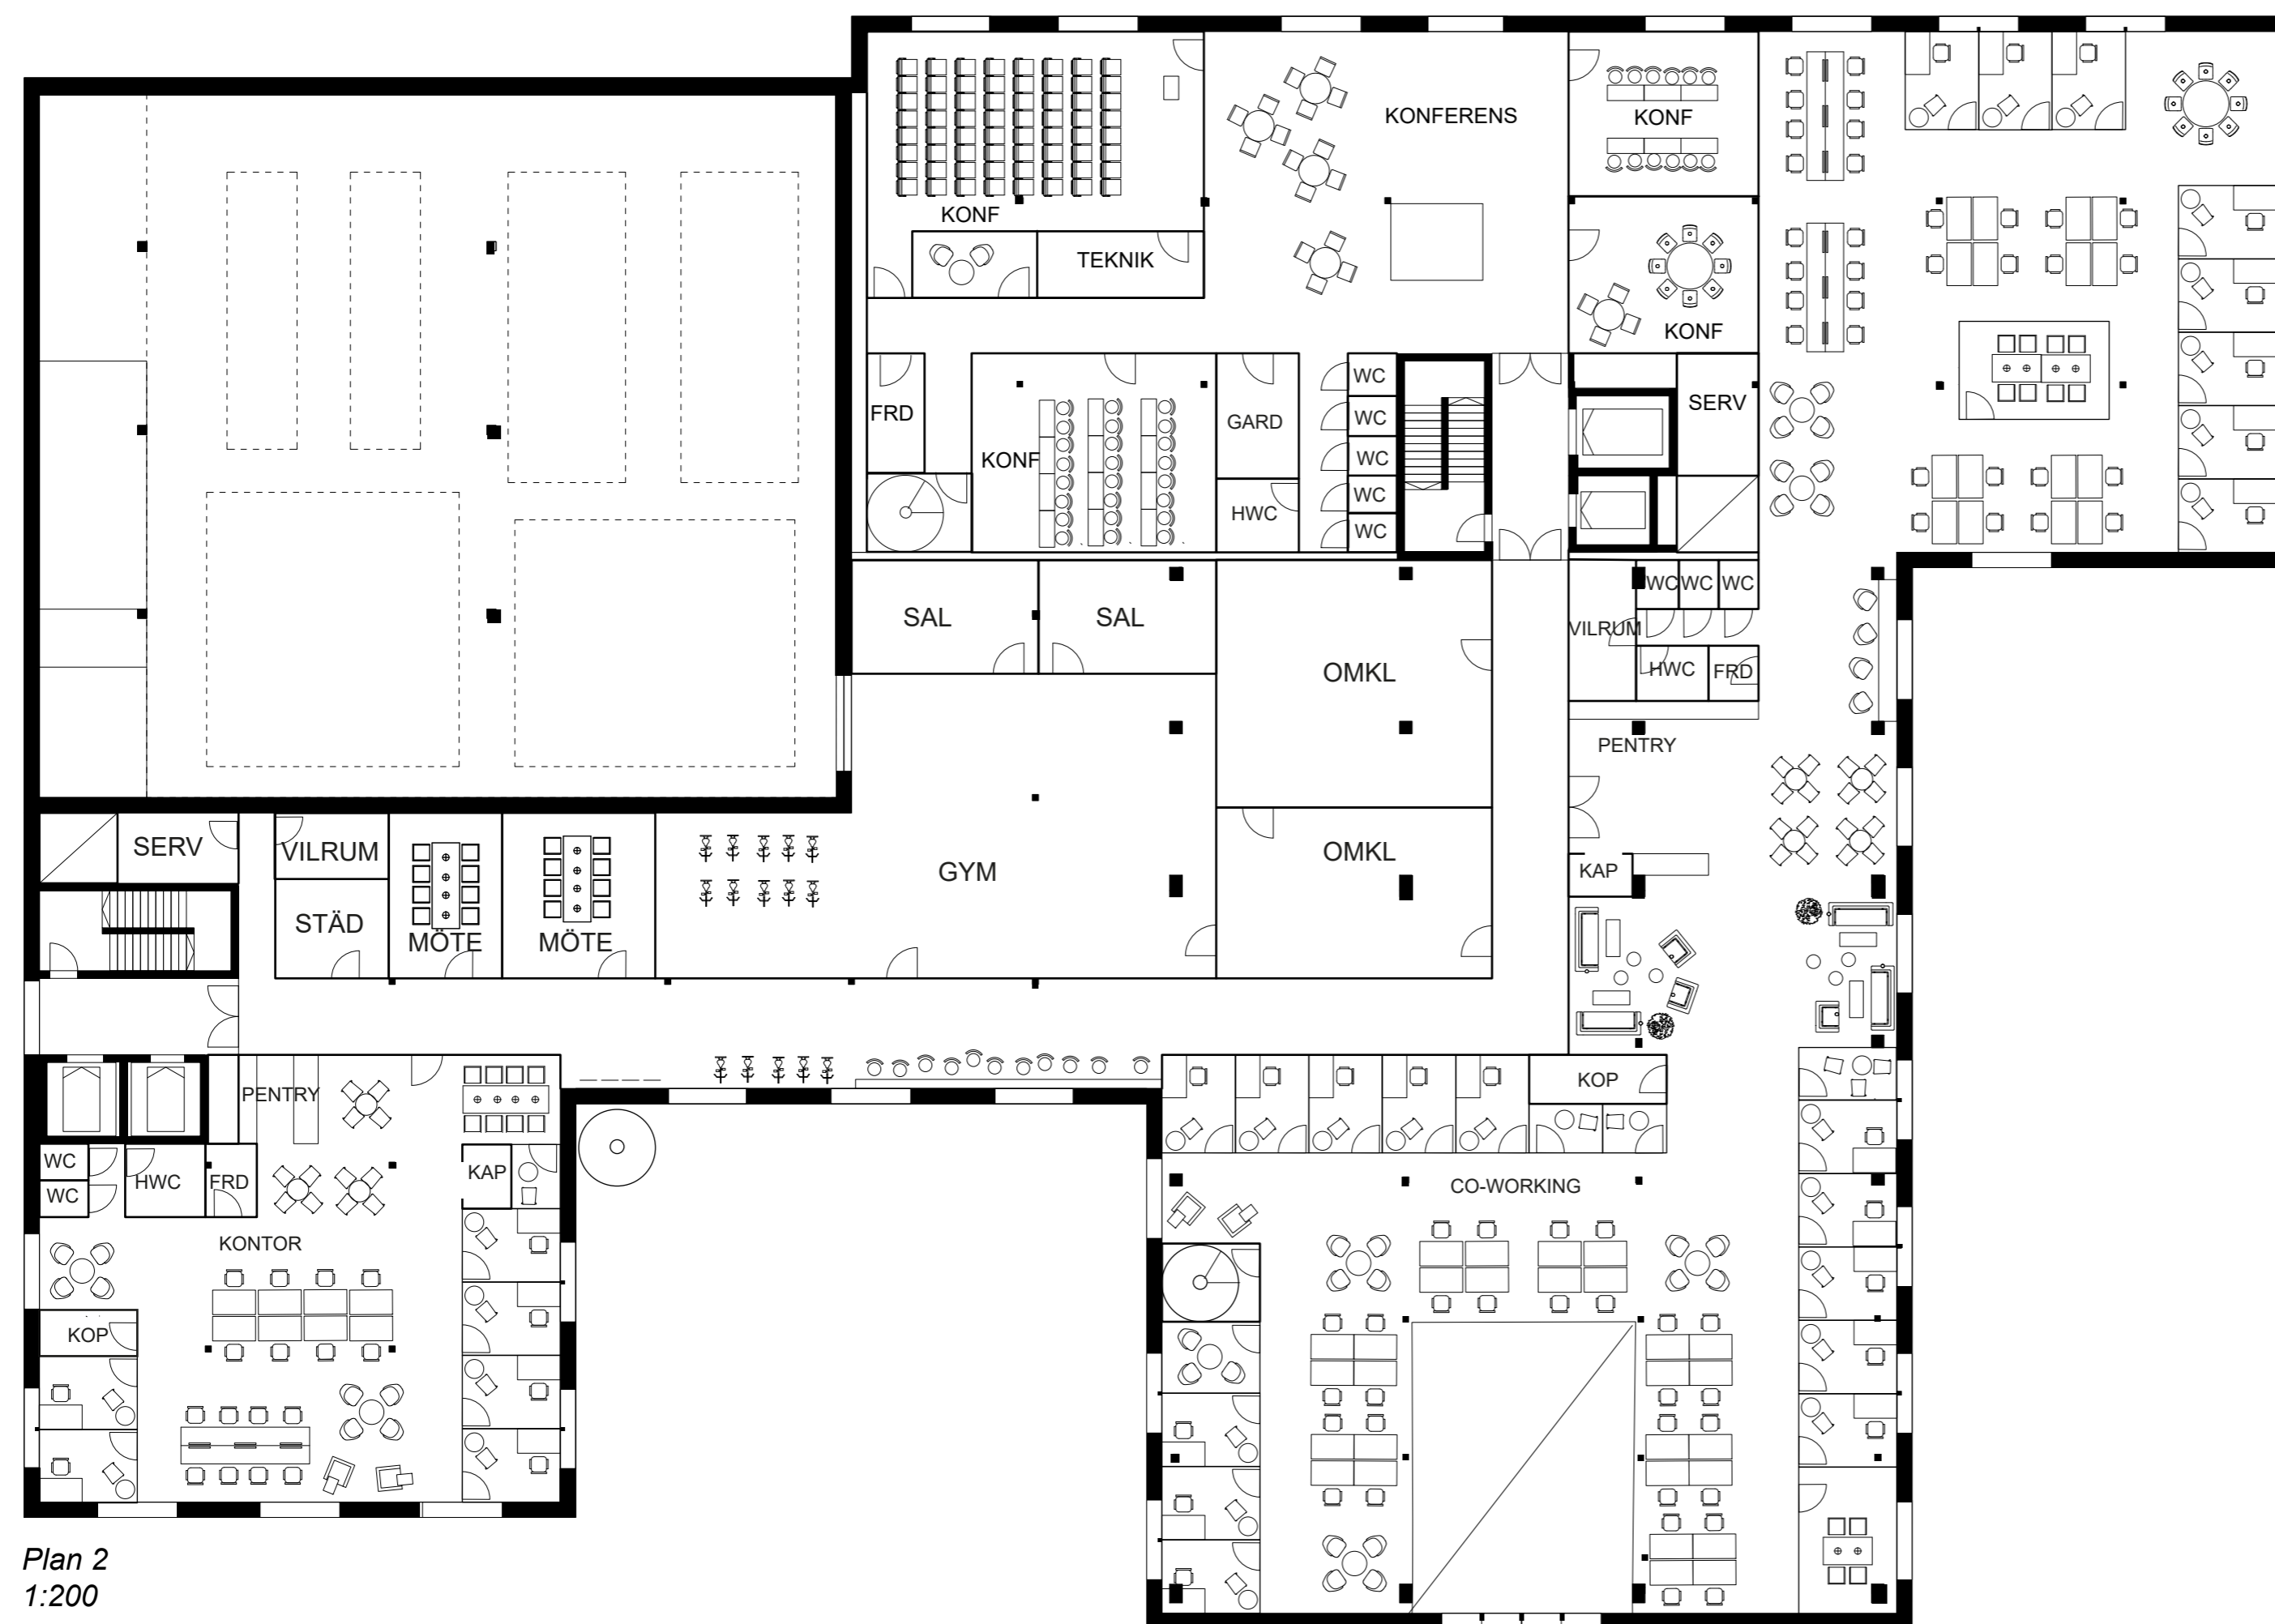 KONFERENS
KONF
KONF
TEKNIK
KONF
FRD
KONF
GARD
HWC
WC
WC
WC
WC
WC
SERV
SAL
SAL
OMKL
VILRUM
WC
WC
WC
HWC
FRD
PENTRY
SERV
VILRUM
STÄD
MÖTE
MÖTE
GYM
OMKL
KAP
PENTRY
KOP
WC
WC
HWC
FRD
KAP
CO-WORKING
KONTOR
KOP
Plan 2
1:200